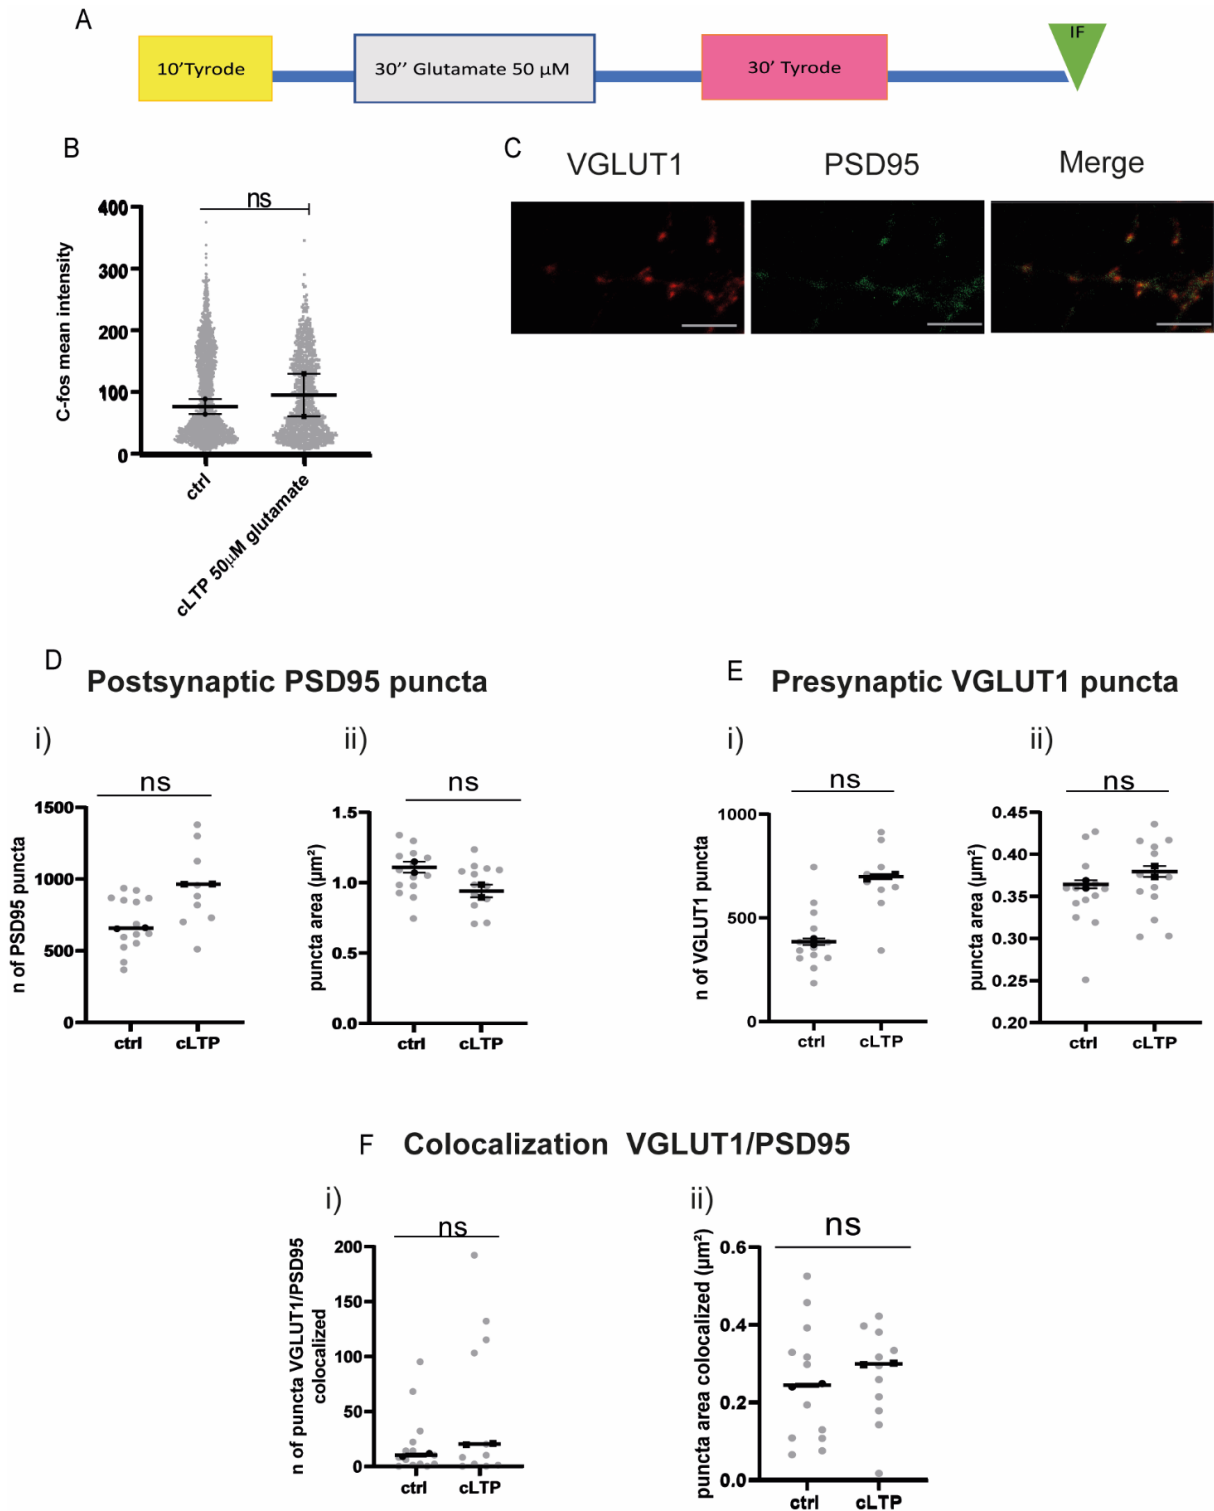 A
10'Tyrode
30'' Glutamate 50 μM
30' Tyrode
IF
B
ns
400
300
200
100
0
C-fos mean intensity
ctrl
cLTP 50μM glutamate
C
VGLUT1
PSD95
Merge
D
Postsynaptic PSD95 puncta
i)
ns
1500
1000
500
0
n of PSD95 puncta
ctrl
cLTP
ii)
ns
1.5
1.0
0.5
0.0
puncta area (μm²)
ctrl
cLTP
E
Presynaptic VGLUT1 puncta
i)
ns
1000
500
0
n of VGLUT1 puncta
ctrl
cLTP
ii)
ns
0.45
0.40
0.35
0.30
0.25
0.20
puncta area (μm²)
ctrl
cLTP
F
Colocalization VGLUT1/PSD95
i)
ns
200
150
100
50
0
n of puncta VGLUT1/PSD95
colocalized
ctrl
cLTP
ii)
ns
0.6
0.4
0.2
0.0
puncta area colocalized (μm²)
ctrl
cLTP